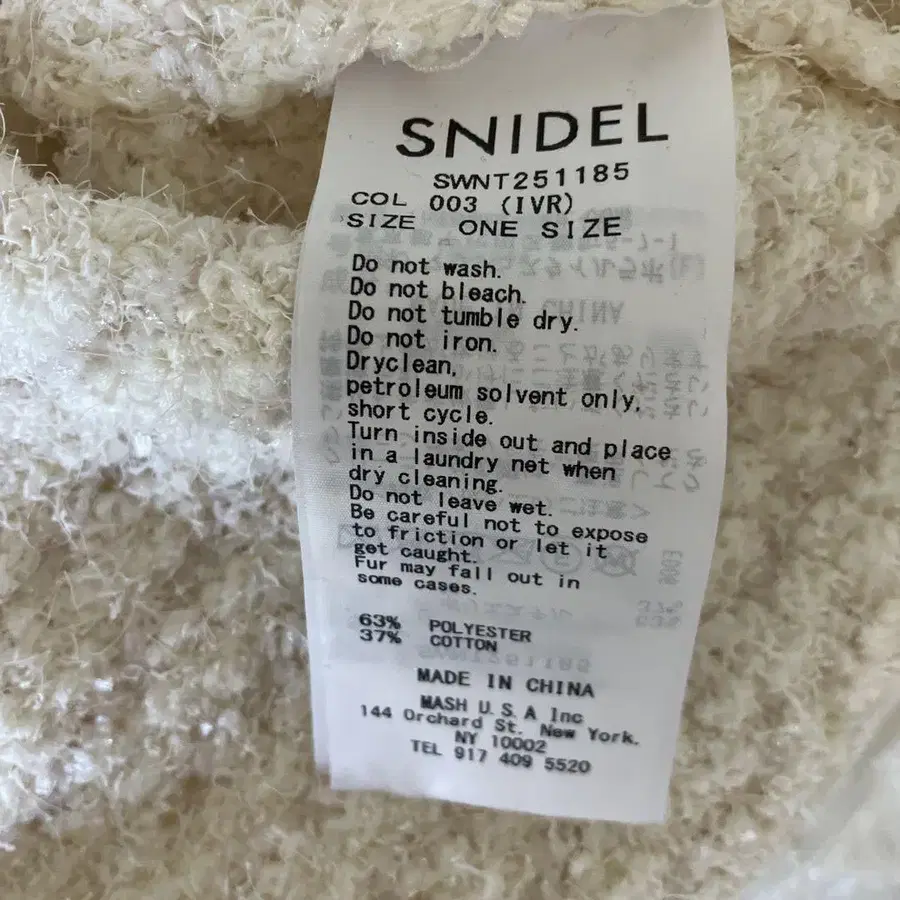 SNIDEL
SWNT251185
COL 003 (IVR)
SIZE ONE SIZE
Do not wash.
Do not bleach.
Do not tumble dry.
Do not iron.
Dryclean,
petroleum solvent only,
short cycle.
Turn inside out and place
in a laundry net when
dry cleaning.
Do not leave wet.
Be careful not to expose
to friction or let it
get caught.
Fur may fall out in
some cases.
63% POLYESTER
37% COTTON
MADE IN CHINA
MASH U.S.A Inc
144 Orchard St. New York.
NY 10002
TEL 917 409 5520